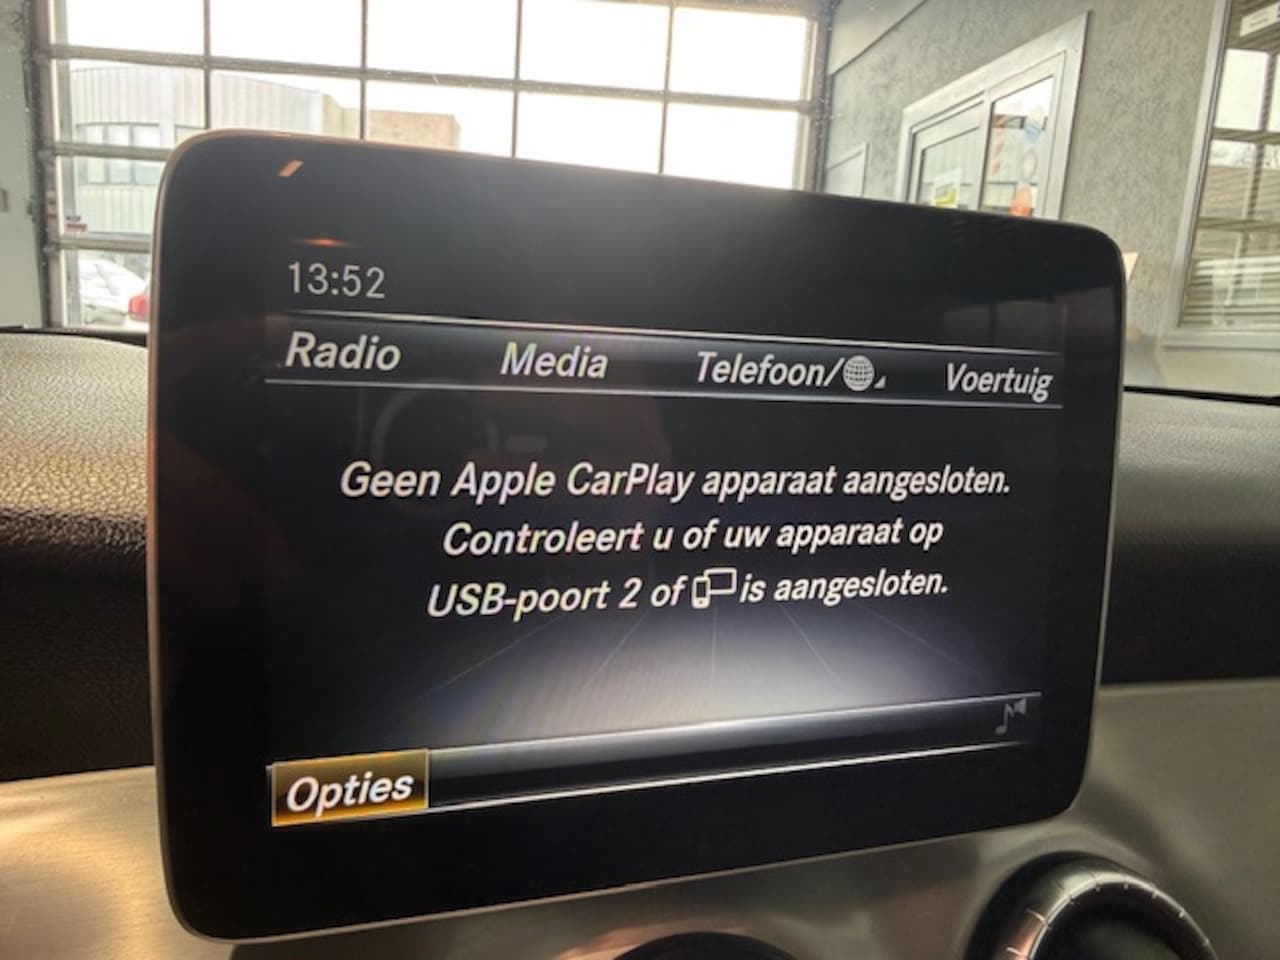 13:52
Radio Media Telefoon/ Voertuig
Geen Apple CarPlay apparaat aangesloten.
Controleert u of uw apparaat op
USB-poort 2 of is aangesloten.
Opties